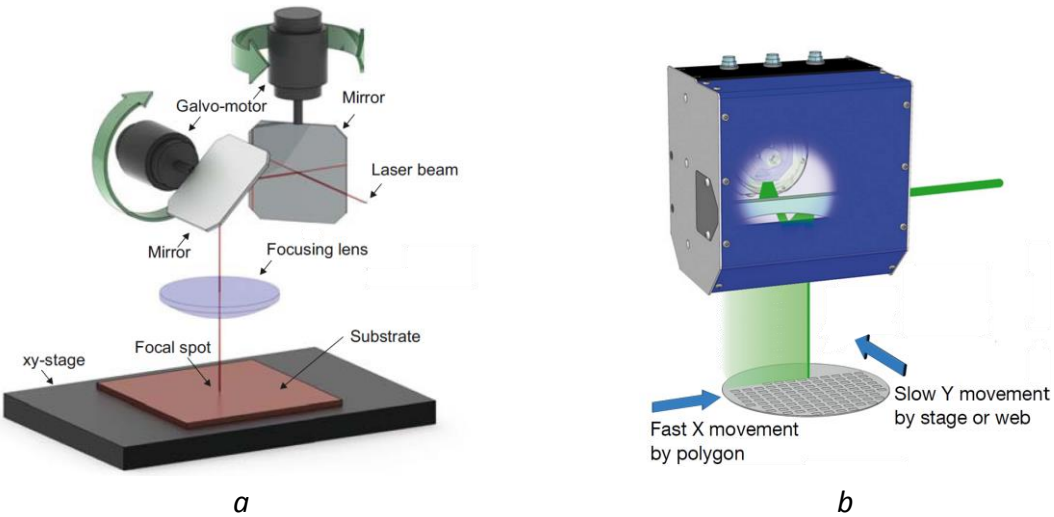 Galvo-motor
Mirror
Laser beam
Mirror
Focusing lens
Focal spot
Substrate
xy-stage
a
Fast X movement
by polygon
Slow Y movement
by stage or web
b